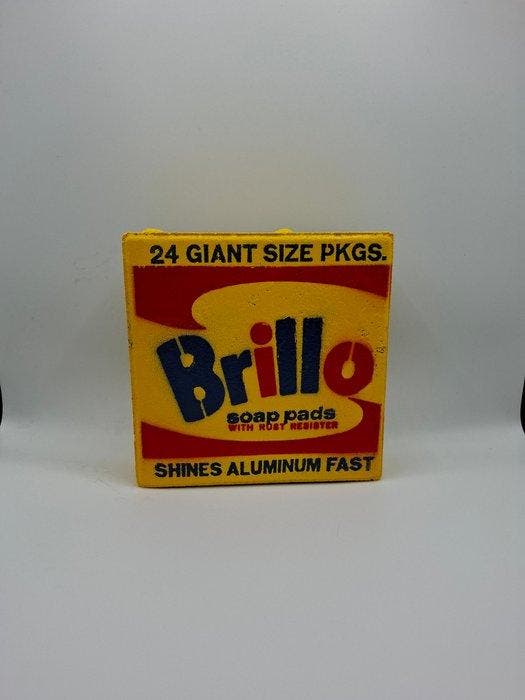 24 GIANT SIZE PKGS.
Brillo
soap pads
WITH RUST RESISTER
SHINES ALUMINUM FAST